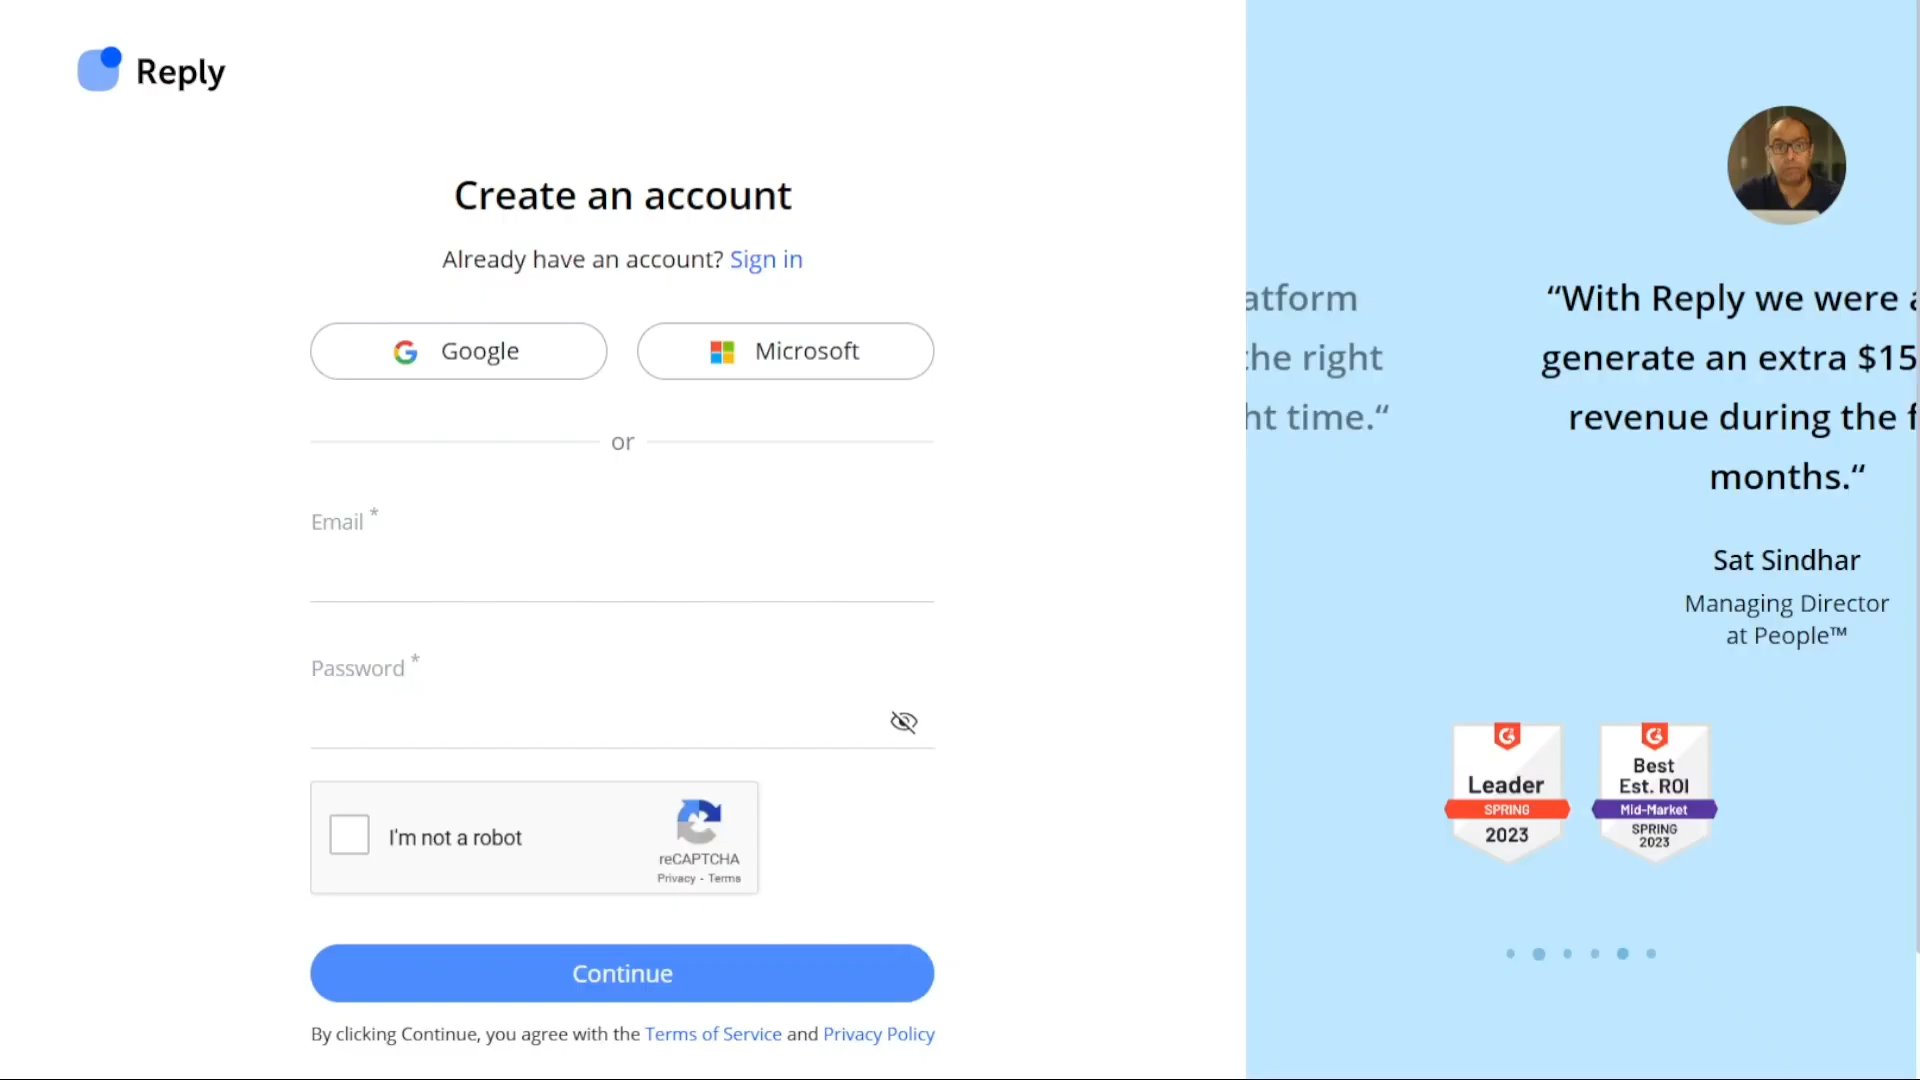 Reply
Create an account
Already have an account? Sign in
Google
Microsoft
or
Email *
Password *
I'm not a robot
reCAPTCHA
Privacy - Terms
Continue
By clicking Continue, you agree with the Terms of Service and Privacy Policy
atform
he right
ht time.“
“With Reply we were
generate an extra $15
revenue during the
months.“
Sat Sindhar
Managing Director
at People™
Leader
SPRING
2023
Best
Est. ROI
Mid-Market
SPRING
2023